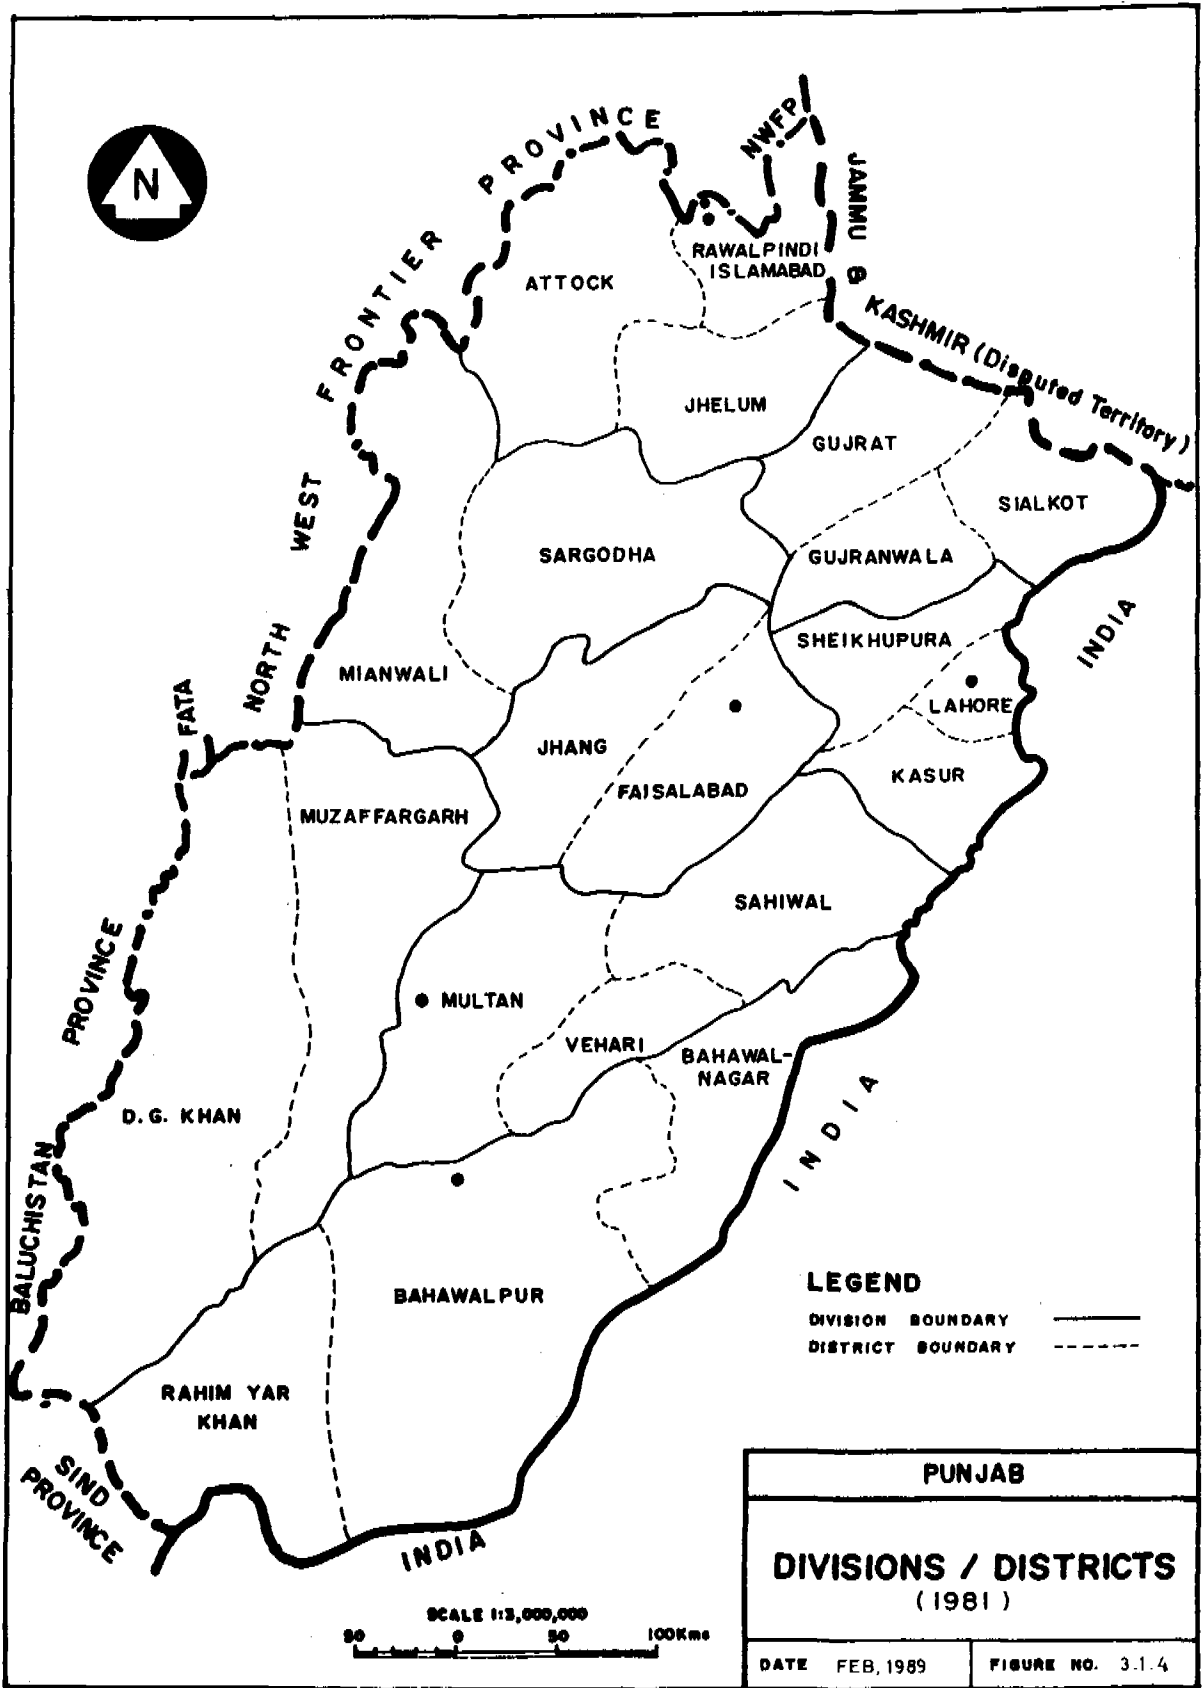 N
NORTH WEST FRONTIER PROVINCE
NWFP
JAMMU & KASHMIR (Disputed Territory)
RAWALPINDI
ISLAMABAD
ATTOCK
JHELUM
GUJRAT
SIALKOT
SARGODHA
GUJRANWALA
INDIA
SHEIKHUPURA
MIANWALI
LAHORE
FATA
JHANG
KASUR
FAISALABAD
MUZAFFARGARH
SAHIWAL
MULTAN
VEHARI
BAHAWAL-
NAGAR
INDIA
D.G. KHAN
BALUCHISTAN PROVINCE
BAHAWALPUR
RAHIM YAR
KHAN
SIND
PROVINCE
INDIA
LEGEND
DIVISION BOUNDARY
DISTRICT BOUNDARY
SCALE 1:3,000,000
50 0 50 100Kms
PUNJAB
DIVISIONS / DISTRICTS
(1981)
DATE FEB, 1989
FIGURE NO. 3.1.4